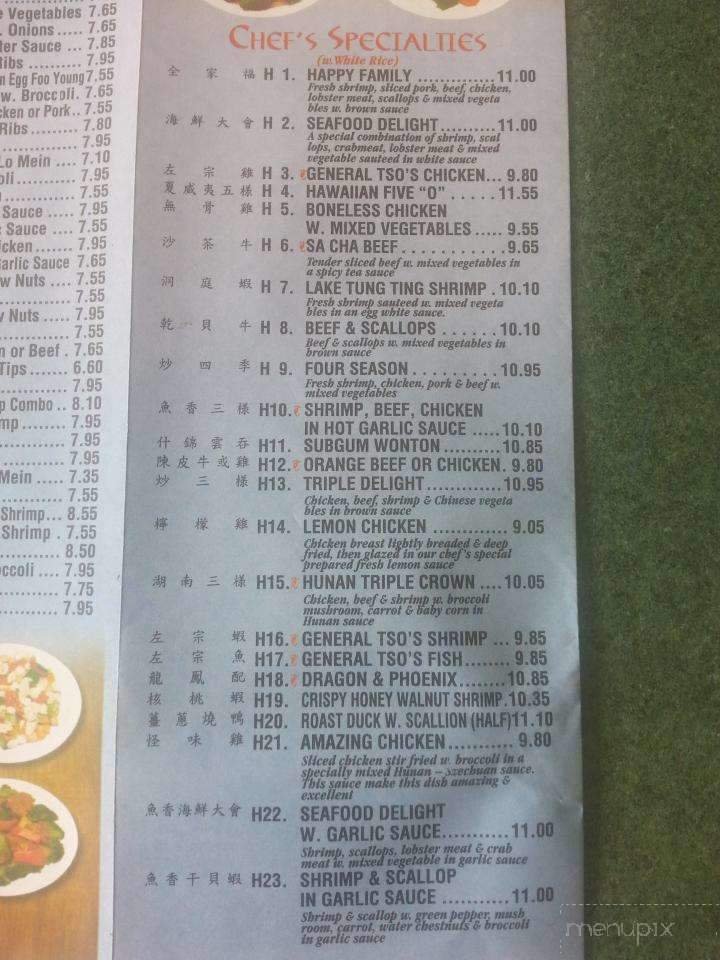 e Vegetables 7.65
. Onions..... 7.65
ter Sauce ... 7.85
Ribs ............ 7.95
n Egg Foo Young 7.55
w. Broccoli. 7.65
cken or Pork.. 7.55
Ribs............. 7.80
................. 7.95
Lo Mein .... 7.10
oli............... 7.95
................. 7.55
Sauce ...... 7.95
c Sauce .... 7.55
icken......... 7.95
arlic Sauce 7.65
w Nuts .... 7.55
................. 7.55
w Nuts ..... 7.95
................. 7.55
n or Beef . 7.65
Tips......... 6.60
................. 7.95
p Combo .. 8.10
mp........... 7.95
................. 7.95
................. 7.95
Mein ........ 7.35
................. 7.55
Shrimp... 8.55
Shrimp . 7.55
................. 8.50
occoli .... 7.95
................. 7.75
................. 7.95
CHEF'S SPECIALTIES
(w. White Rice)
全家福 H 1. HAPPY FAMILY .............11.00
Fresh shrimp, sliced pork, beef, chicken,
lobster meat, scallops & mixed vegeta
bles w. brown sauce
海鮮大會 H 2. SEAFOOD DELIGHT..........11.00
A special combination of shrimp, scal
lops, crabmeat, lobster meat & mixed
vegetable sauteed in white sauce
左宗雞 H 3. GENERAL TSO'S CHICKEN... 9.80
夏威夷五樣 H 4. HAWAIIAN FIVE "O" ..... 11.55
無骨雞 H 5. BONELESS CHICKEN
W. MIXED VEGETABLES ..... 9.55
沙茶牛 H 6. SA CHA BEEF ...........9.65
Tender sliced beef w. mixed vegetables in
a spicy tea sauce
洞庭蝦 H 7. LAKE TUNG TING SHRIMP . 10.10
Fresh shrimp sauteed w. mixed vegeta
bles in an egg white sauce.
乾貝牛 H 8. BEEF & SCALLOPS ......10.10
Beef & scallops w. mixed vegetables in
brown sauce
炒四季 H 9. FOUR SEASON .........10.95
Fresh shrimp, chicken, pork & beef w.
mixed vegetables
魚香三樣 H10. SHRIMP, BEEF, CHICKEN
IN HOT GARLIC SAUCE .....10.10
什錦雲吞 H11. SUBGUM WONTON ..........10.85
陳皮牛或雞 H12. ORANGE BEEF OR CHICKEN. 9.80
炒三樣 H13. TRIPLE DELIGHT.............10.95
Chicken, beef, shrimp & Chinese vegeta
bles in brown sauce
檸檬雞 H14. LEMON CHICKEN ............ 9.05
Chicken breast lightly breaded & deep
fried, then glazed in our chef's special
prepared fresh lemon sauce
湖南三樣 H15. HUNAN TRIPLE CROWN ....10.05
Chicken, beef & shrimp w. broccoli
mushroom, carrot & baby corn in
Hunan sauce
左宗蝦 H16. GENERAL TSO'S SHRIMP ... 9.85
左宗魚 H17. GENERAL TSO'S FISH........ 9.85
龍鳳配 H18. DRAGON & PHOENIX........10.85
核桃蝦 H19. CRISPY HONEY WALNUT SHRIMP.10.35
薑蔥燒鴨 H20. ROAST DUCK W. SCALLION (HALF)11.10
怪味雞 H21. AMAZING CHICKEN........... 9.80
Sliced chicken stir fried w. broccoli in a
specially mixed Hunan – Szechuan sauce.
This sauce make this dish amazing &
excellent
魚香海鮮大會 H22. SEAFOOD DELIGHT
W. GARLIC SAUCE...........11.00
Shrimp, scallops, lobster meat & crab
meat w. mixed vegetable in garlic sauce
魚香干貝蝦 H23. SHRIMP & SCALLOP
IN GARLIC SAUCE ...........11.00
Shrimp & scallop w. green pepper, mush
room, carrot, water chestnuts & broccoli
in garlic sauce
menupix